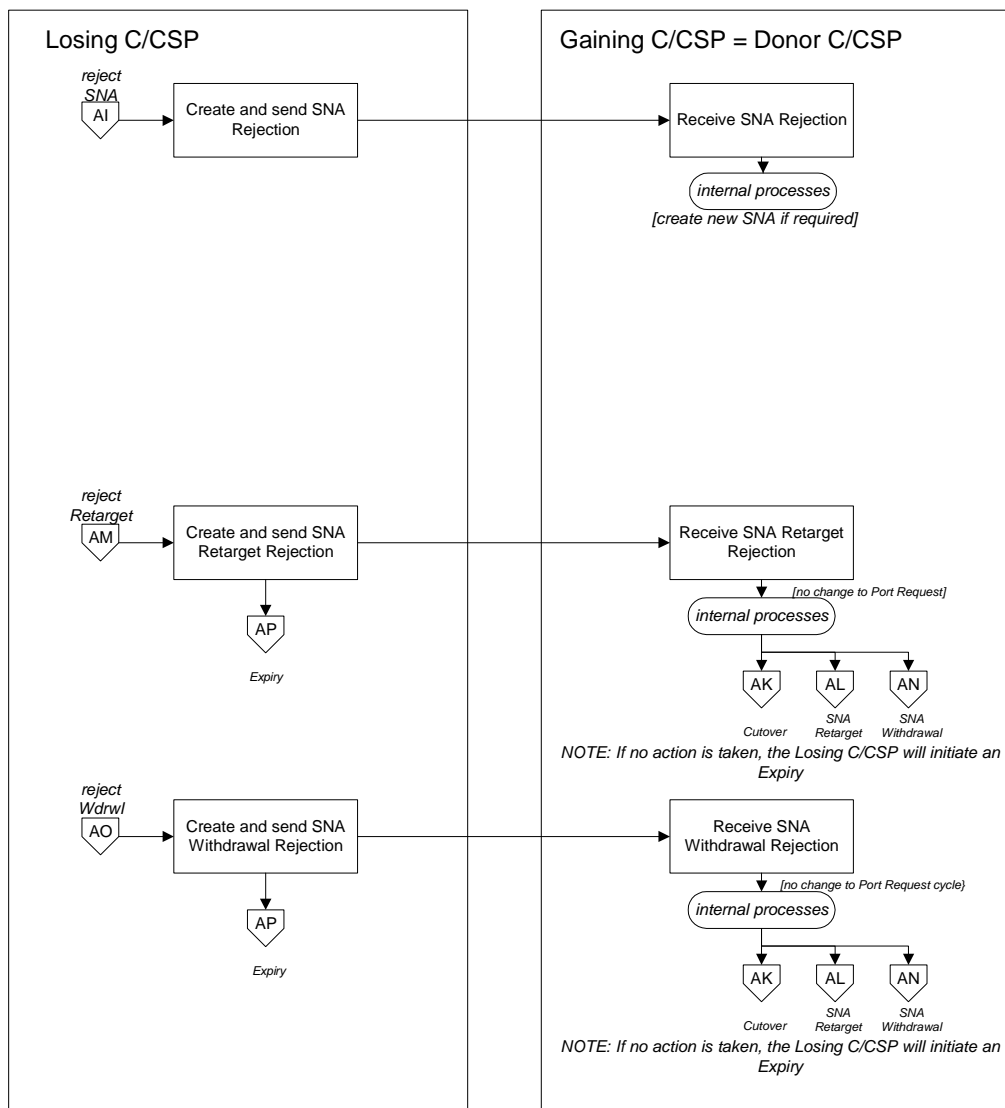 Losing C/CSP
Gaining C/CSP = Donor C/CSP
reject
SNA
AI
Create and send SNA
Rejection
Receive SNA Rejection
internal processes
[create new SNA if required]
reject
Retarget
AM
Create and send SNA
Retarget Rejection
AP
Expiry
Receive SNA Retarget
Rejection
[no change to Port Request]
internal processes
AK
AL
AN
Cutover
SNA
Retarget
SNA
Withdrawal
NOTE: If no action is taken, the Losing C/CSP will initiate an
Expiry
reject
Wdrwl
AO
Create and send SNA
Withdrawal Rejection
AP
Expiry
Receive SNA
Withdrawal Rejection
[no change to Port Request cycle}
internal processes
AK
AL
AN
Cutover
SNA
Retarget
SNA
Withdrawal
NOTE: If no action is taken, the Losing C/CSP will initiate an
Expiry